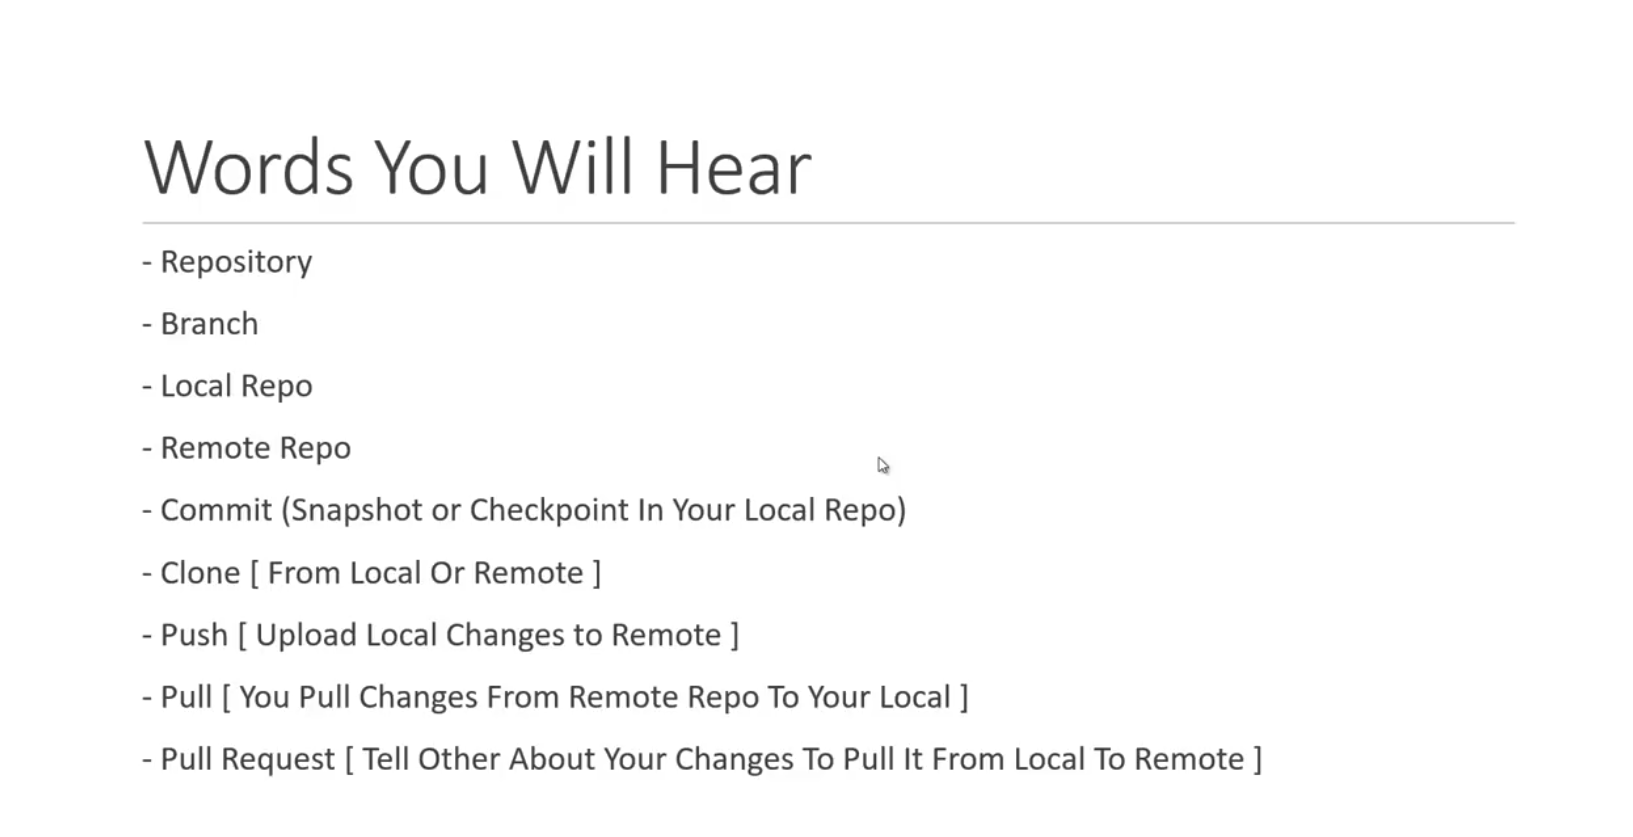 Words You Will Hear
- Repository
- Branch
- Local Repo
- Remote Repo
- Commit (Snapshot or Checkpoint In Your Local Repo)
- Clone [ From Local Or Remote ]
- Push [ Upload Local Changes to Remote ]
- Pull [ You Pull Changes From Remote Repo To Your Local ]
- Pull Request [ Tell Other About Your Changes To Pull It From Local To Remote ]